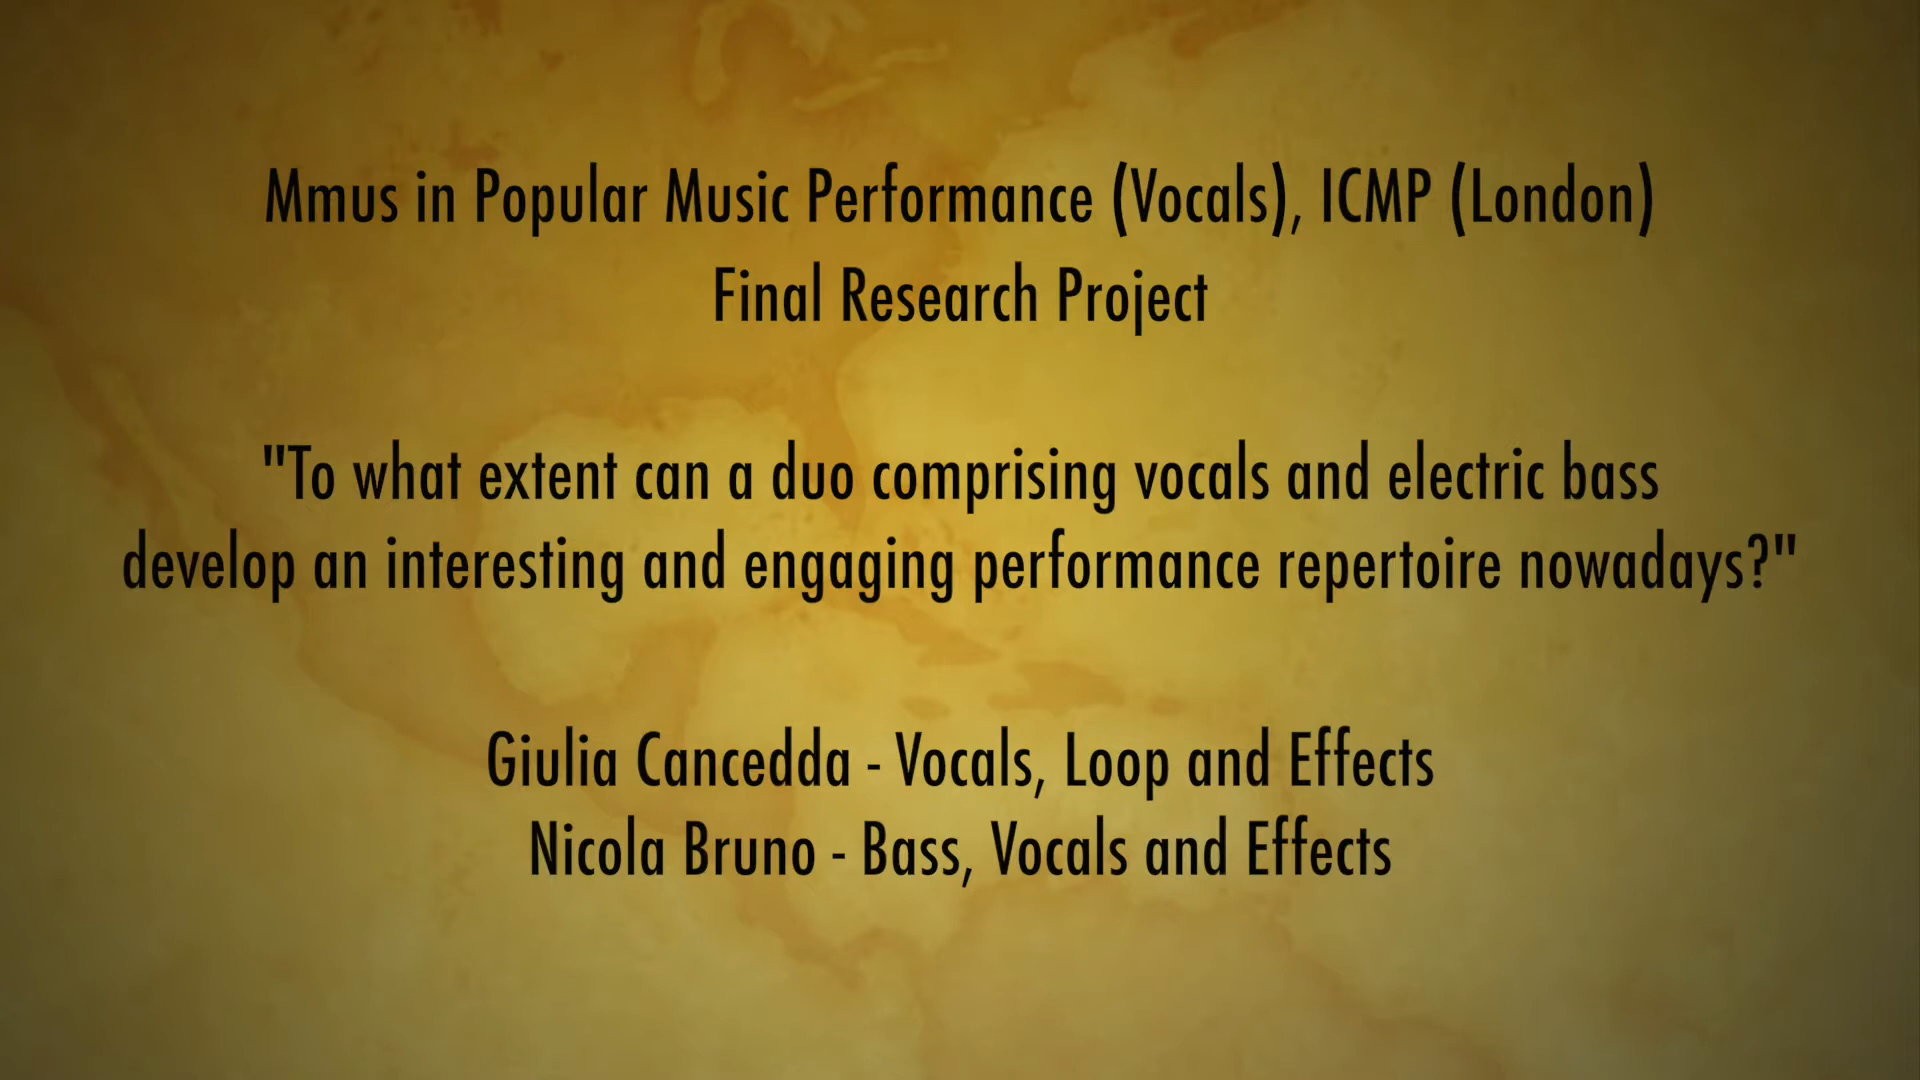 Mmus in Popular Music Performance (Vocals), ICMP (London)
Final Research Project
"To what extent can a duo comprising vocals and electric bass
develop an interesting and engaging performance repertoire nowadays?"
Giulia Cancedda - Vocals, Loop and Effects
Nicola Bruno - Bass, Vocals and Effects